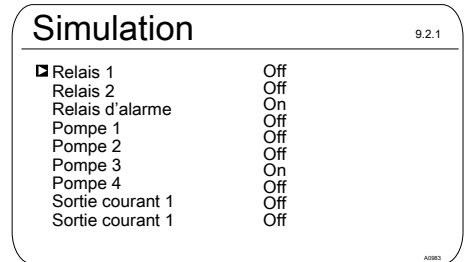 Simulation
9.2.1
Relais 1
Relais 2
Relais d’alarme
Pompe 1
Pompe 2
Pompe 3
Pompe 4
Sortie courant 1
Sortie courant 1
Off
Off
On
Off
Off
Off
On
Off
Off
Off
A0983